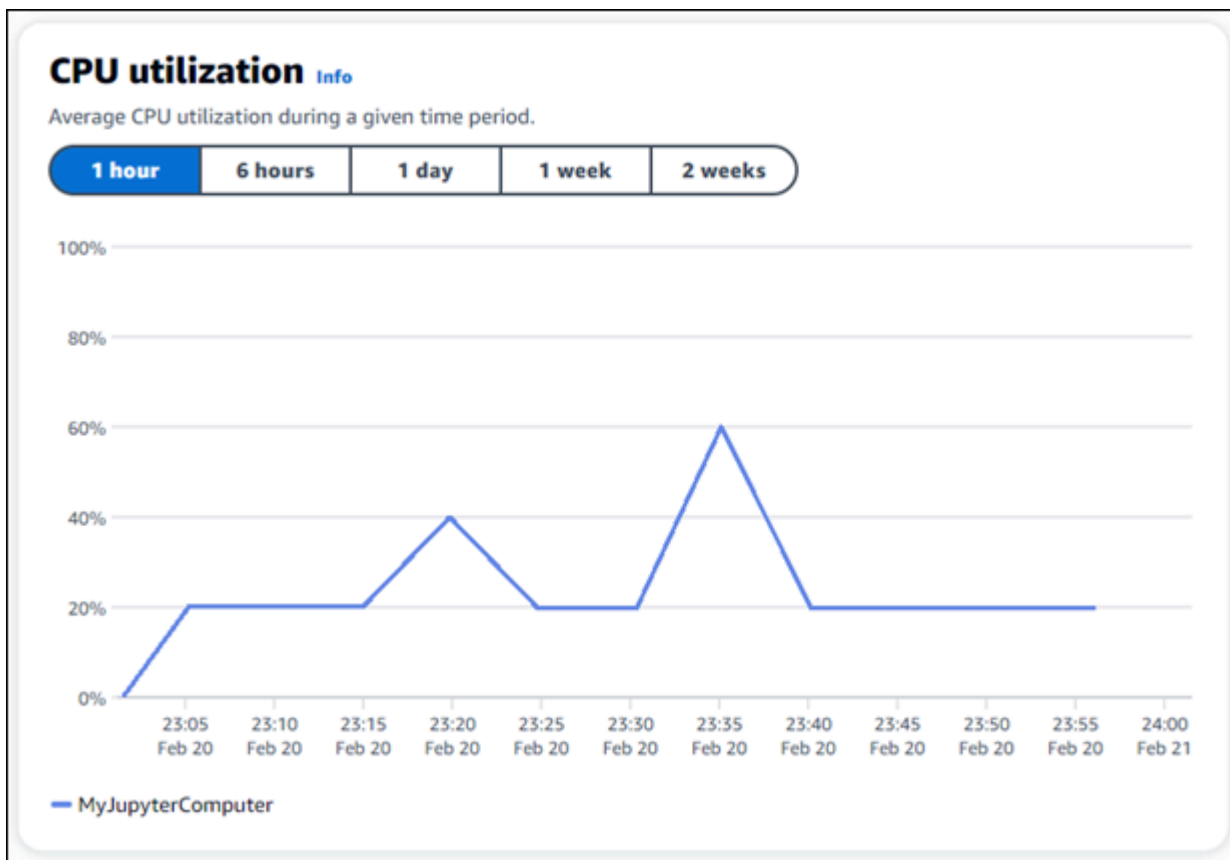 CPU utilization Info
Average CPU utilization during a given time period.
1 hour 6 hours 1 day 1 week 2 weeks
100%
80%
60%
40%
20%
0%
23:05 23:10 23:15 23:20 23:25 23:30 23:35 23:40 23:45 23:50 23:55 24:00
Feb 20 Feb 20 Feb 20 Feb 20 Feb 20 Feb 20 Feb 20 Feb 20 Feb 20 Feb 20 Feb 20 Feb 21
MyJupyterComputer